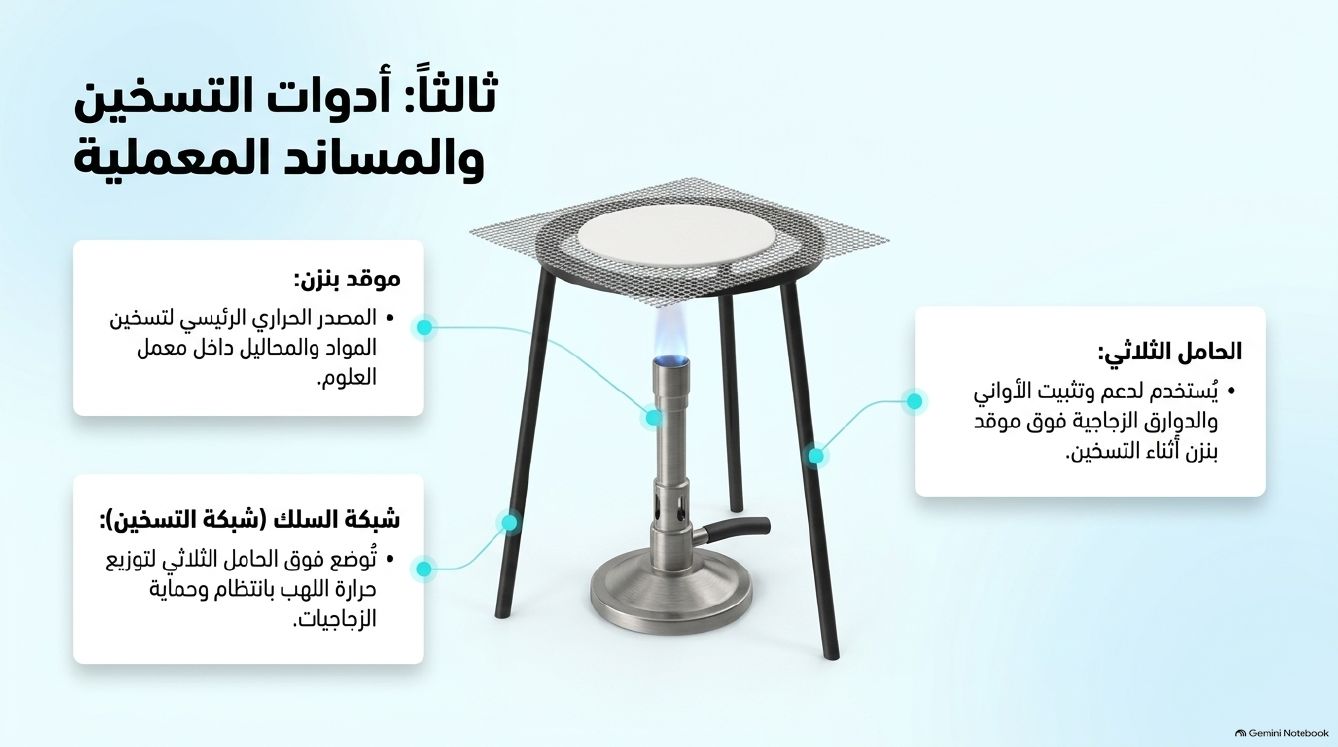 ثالثاً: أدوات التسخين
والمساند المعملية
موقد بنزن:
• المصدر الحراري الرئيسي لتسخين
المواد والمحاليل داخل معمل
العلوم.
الحامل الثلاثي:
• يُستخدم لدعم وتثبيت الأواني
والدوارق الزجاجية فوق موقد
بنزن أثناء التسخين.
شبكة السلك (شبكة التسخين):
• تُوضع فوق الحامل الثلاثي لتوزيع
حرارة اللهب بانتظام وحماية
الزجاجيات.
Gemini Notebook